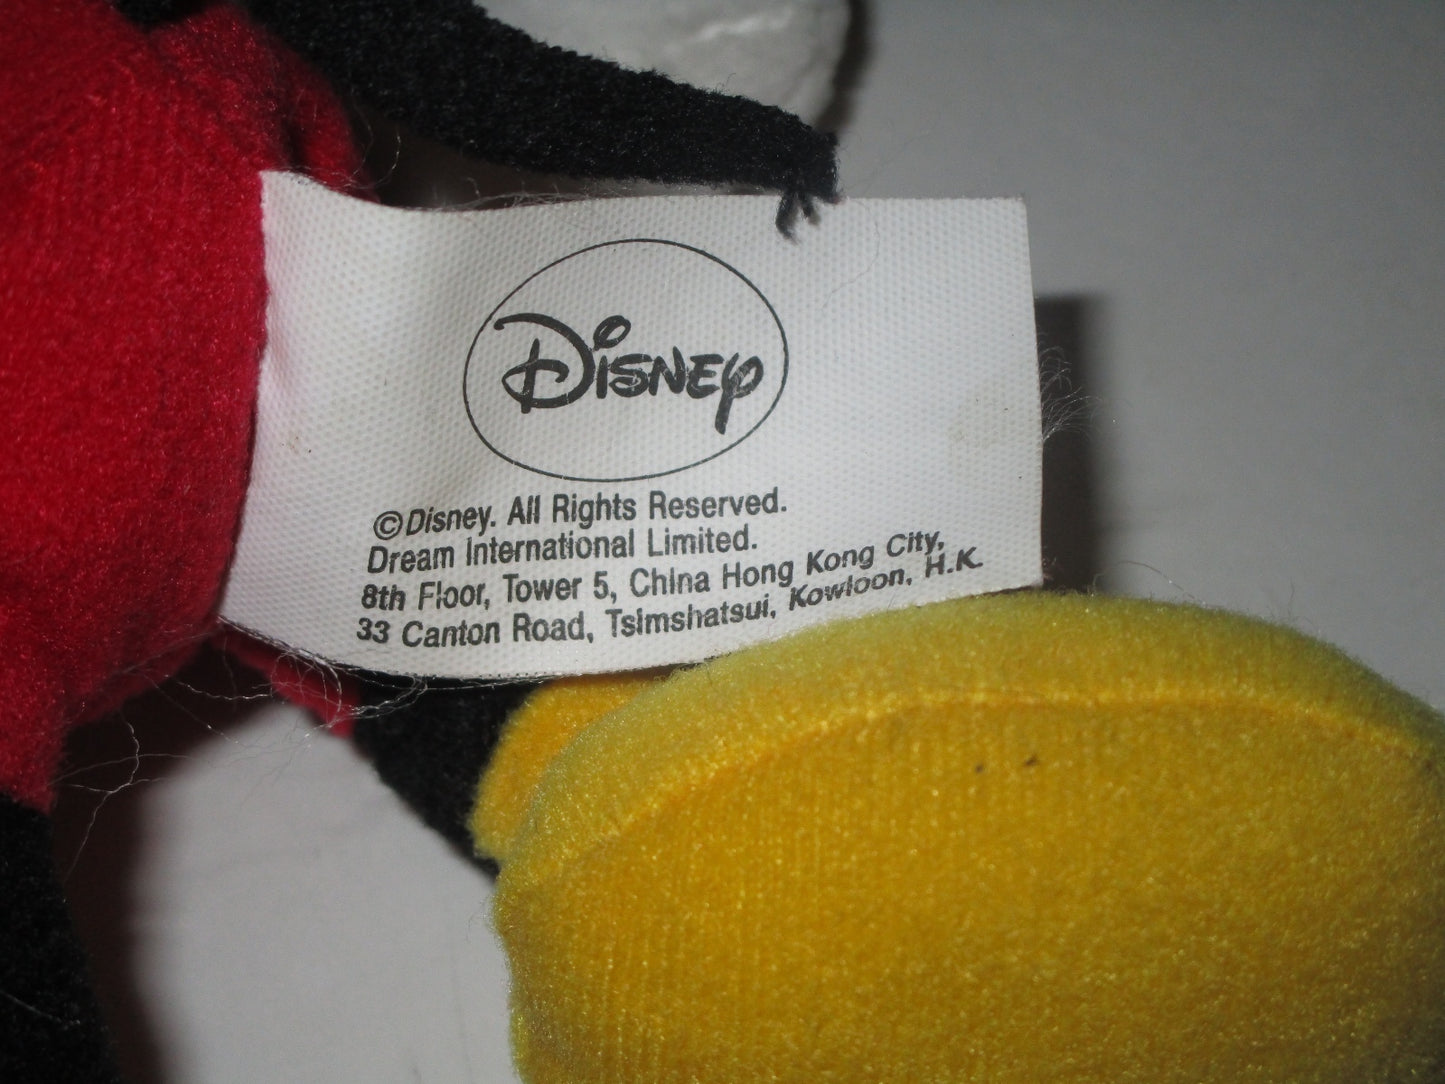 Disney
©Disney. All Rights Reserved.
Dream International Limited.
8th Floor, Tower 5, China Hong Kong City,
33 Canton Road, Tsimshatsui, Kowloon, H.K.